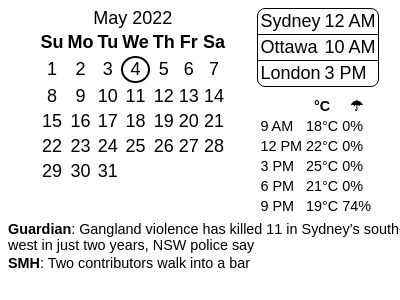 May 2022
Su Mo Tu We Th Fr Sa
1 2 3 4 5 6 7
8 9 10 11 12 13 14
15 16 17 18 19 20 21
22 23 24 25 26 27 28
29 30 31
Sydney 12 AM
Ottawa 10 AM
London 3 PM
°C ☂
9 AM 18°C 0%
12 PM 22°C 0%
3 PM 25°C 0%
6 PM 21°C 0%
9 PM 19°C 74%
Guardian: Gangland violence has killed 11 in Sydney’s south-
west in just two years, NSW police say
SMH: Two contributors walk into a bar